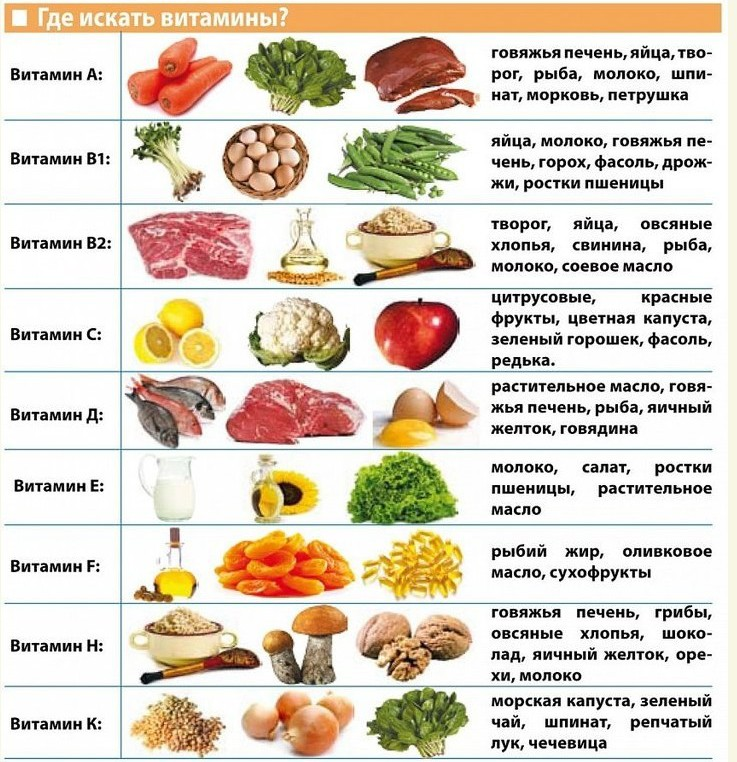 Где искать витамины?
Витамин А:
говяжья печень, яйца, тво-
рог, рыба, молоко, шпи-
нат, морковь, петрушка
Витамин В1:
яйца, молоко, говяжья пе-
чень, горох, фасоль, дрож-
жи, ростки пшеницы
Витамин В2:
творог, яйца, овсяные
хлопья, свинина, рыба,
молоко, соевое масло
Витамин С:
цитрусовые, красные
фрукты, цветная капуста,
зеленый горошек, фасоль,
редька.
Витамин Д:
растительное масло, говя-
жья печень, рыба, яичный
желток, говядина
Витамин Е:
молоко, салат, ростки
пшеницы, растительное
масло
Витамин F:
рыбий жир, оливковое
масло, сухофрукты
Витамин Н:
говяжья печень, грибы,
овсяные хлопья, шоко-
лад, яичный желток, оре-
хи, молоко
Витамин К:
морская капуста, зеленый
чай, шпинат, репчатый
лук, чечевица